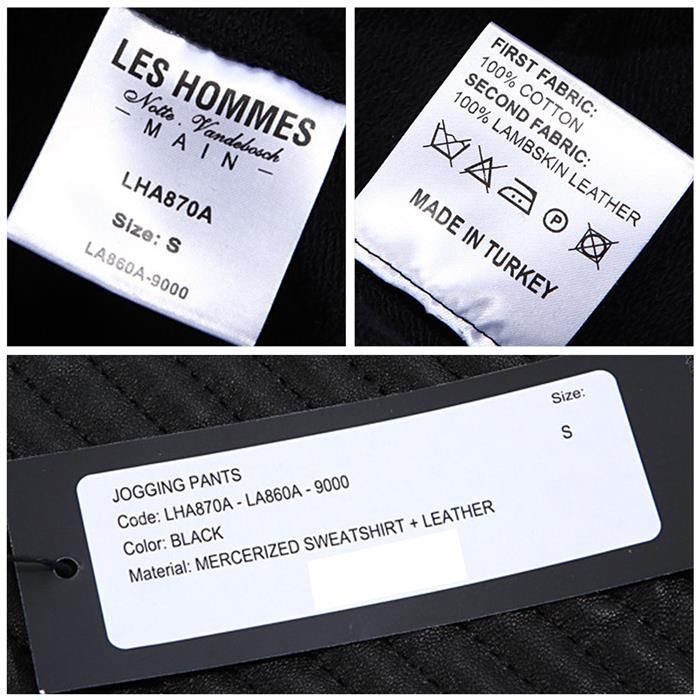 LES HOMMES
Notte . Vandebosch
— MAIN —
LHA870A
Size: S
LA860A-9000
FIRST FABRIC:
100% COTTON
SECOND FABRIC:
100% LAMBSKIN LEATHER
P
MADE IN TURKEY
Size:
S
JOGGING PANTS
Code: LHA870A - LA860A - 9000
Color: BLACK
Material: MERCERIZED SWEATSHIRT + LEATHER